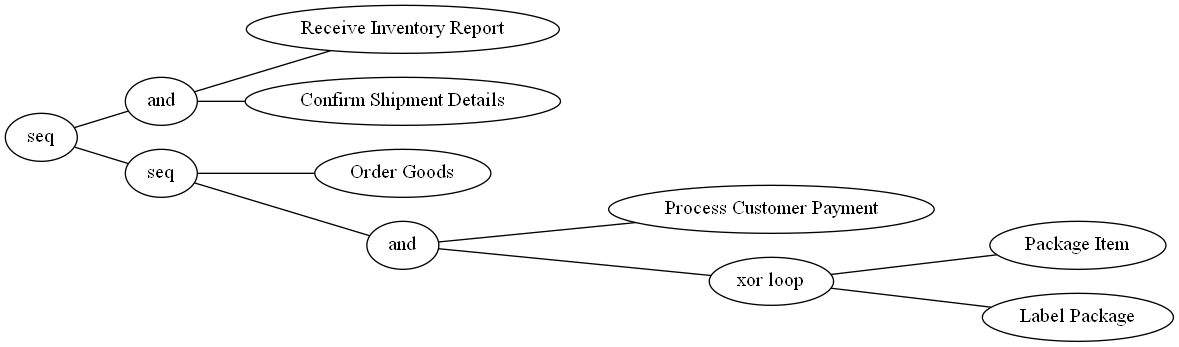 Receive Inventory Report
and
Confirm Shipment Details
seq
seq
Order Goods
Process Customer Payment
and
Package Item
xor loop
Label Package